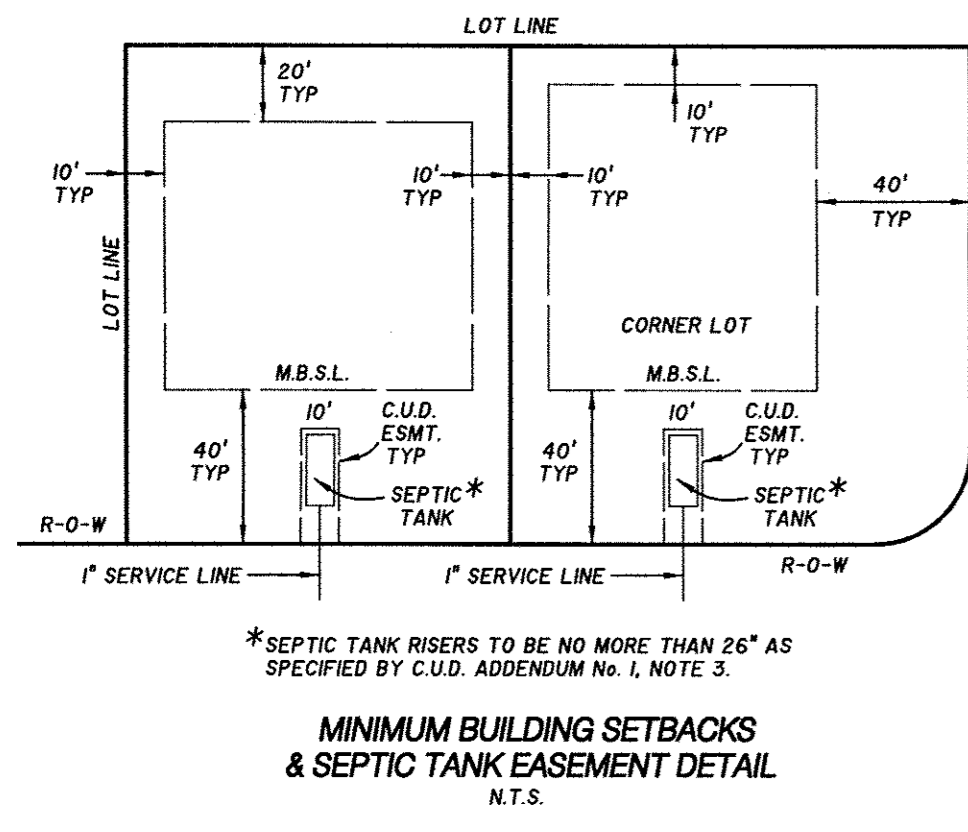 LOT LINE
20'
TYP
10'
TYP
10'
TYP
10'
TYP
10'
TYP
40'
TYP
LOT LINE
CORNER LOT
M.B.S.L.
M.B.S.L.
10'
C.U.D.
ESMT.
TYP
10'
C.U.D.
ESMT.
TYP
40'
TYP
40'
TYP
SEPTIC*
TANK
SEPTIC*
TANK
R-O-W
R-O-W
1" SERVICE LINE
1" SERVICE LINE
*SEPTIC TANK RISERS TO BE NO MORE THAN 26" AS
SPECIFIED BY C.U.D. ADDENDUM No. 1, NOTE 3.
MINIMUM BUILDING SETBACKS
& SEPTIC TANK EASEMENT DETAIL
N.T.S.